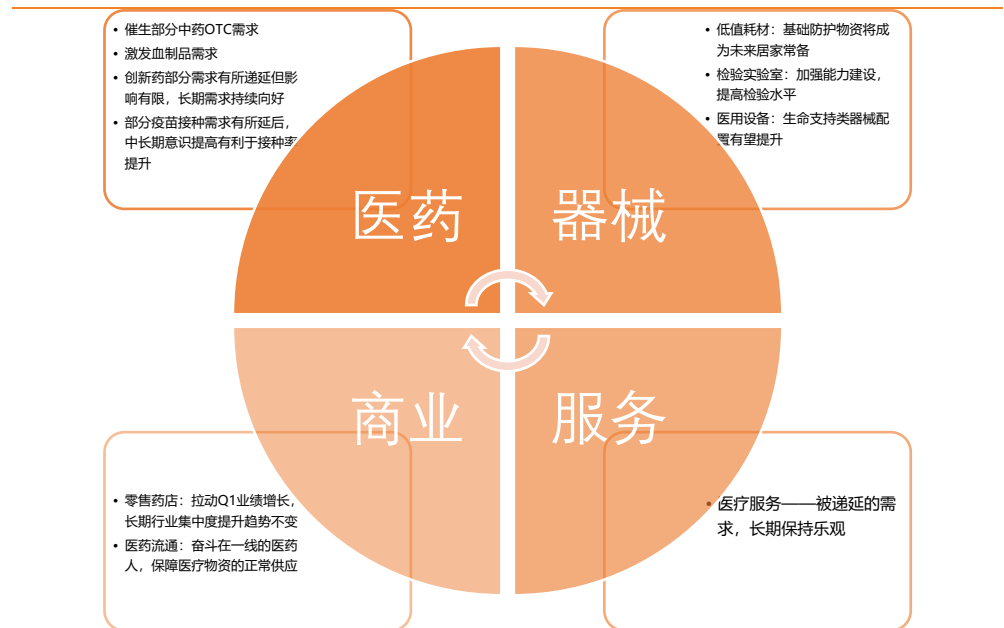 • 催生部分中药OTC需求
• 激发血制品需求
• 创新药部分需求有所递延但影
响有限，长期需求持续向好
• 部分疫苗接种需求有所延后，
中长期意识提高有利于接种率
提升
• 低值耗材：基础防护物资将成
为未来居家常备
• 检验实验室：加强能力建设，
提高检验水平
• 医用设备：生命支持类器械配
置有望提升
医药
器械
商业
服务
• 零售药店：拉动Q1业绩增长，
长期行业集中度提升趋势不变
• 医药流通：奋斗在一线的医药
人，保障医疗物资的正常供应
• 医疗服务——被递延的需
求，长期保持乐观